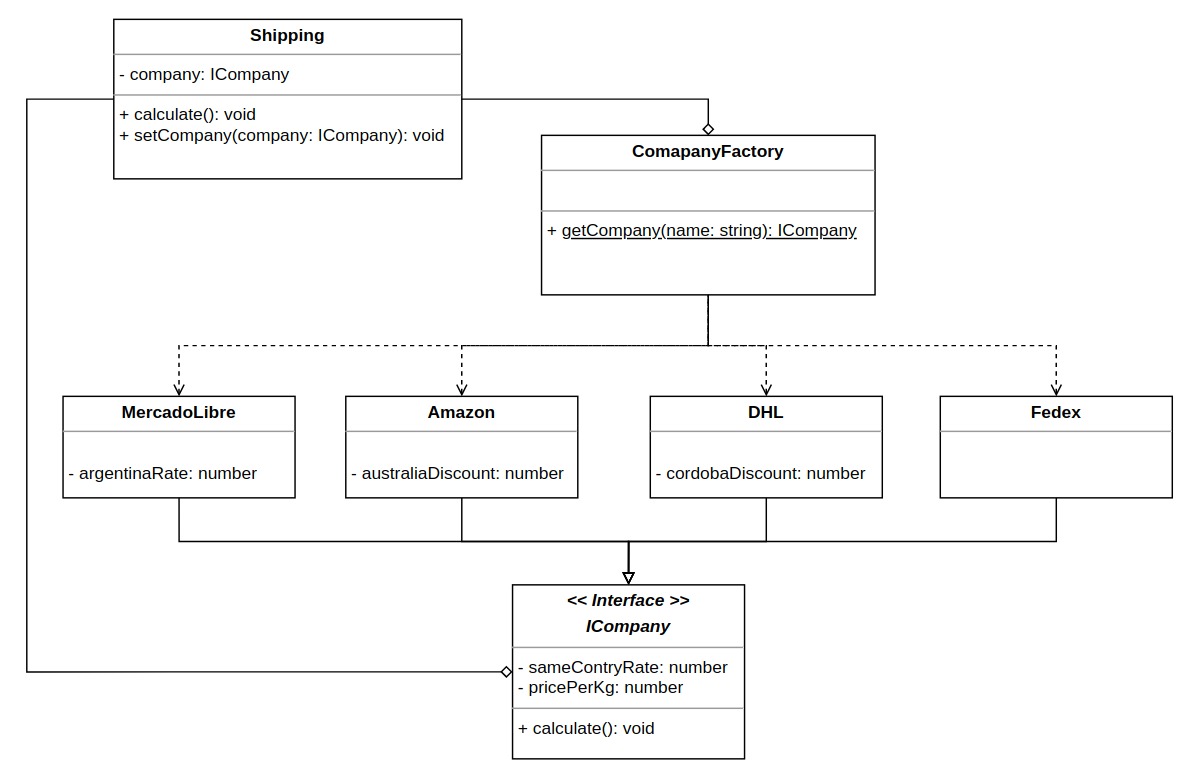 Shipping
- company: ICompany
+ calculate(): void
+ setCompany(company: ICompany): void
ComapanyFactory
+ getCompany(name: string): ICompany
MercadoLibre
- argentinaRate: number
Amazon
- australiaDiscount: number
DHL
- cordobaDiscount: number
Fedex
<< Interface >>
ICompany
- sameContryRate: number
- pricePerKg: number
+ calculate(): void